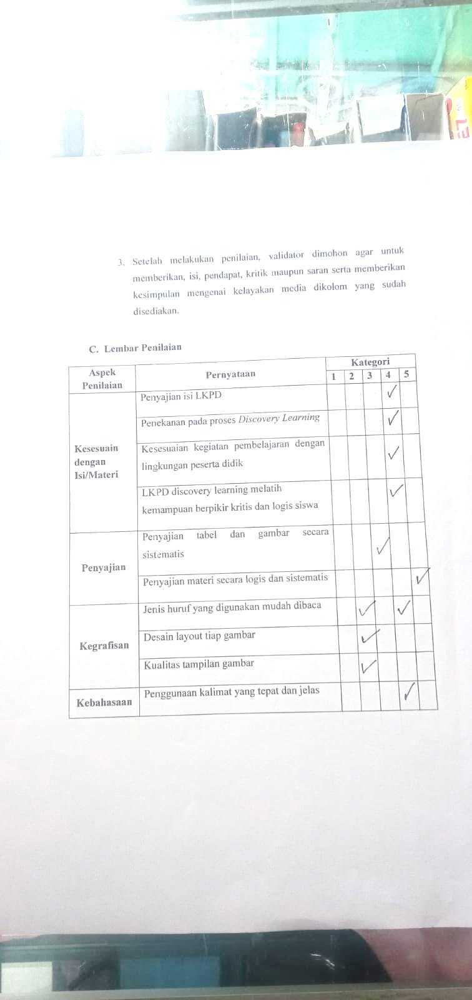 3. Setelah melakukan penilaian, validator dimohon agar untuk
memberikan, isi, pendapat, kritik maupun saran serta memberikan
kesimpulan mengenai kelayakan media dikolom yang sudah
disediakan.
C. Lembar Penilaian
Aspek Penilaian Pernyataan Kategori
1 2 3 4 5
Kesesuain
dengan
Isi/Materi
Penyajian isi LKPD ✓
Penekanan pada proses Discovery Learning ✓
Kesesuaian kegiatan pembelajaran dengan
lingkungan peserta didik ✓
LKPD discovery learning melatih
kemampuan berpikir kritis dan logis siswa ✓
Penyajian
Penyajian tabel dan gambar secara
sistematis ✓
Penyajian materi secara logis dan sistematis ✓
Kegrafisan
Jenis huruf yang digunakan mudah dibaca ✓ ✓
Desain layout tiap gambar ✓
Kualitas tampilan gambar ✓
Kebahasaan
Penggunaan kalimat yang tepat dan jelas ✓